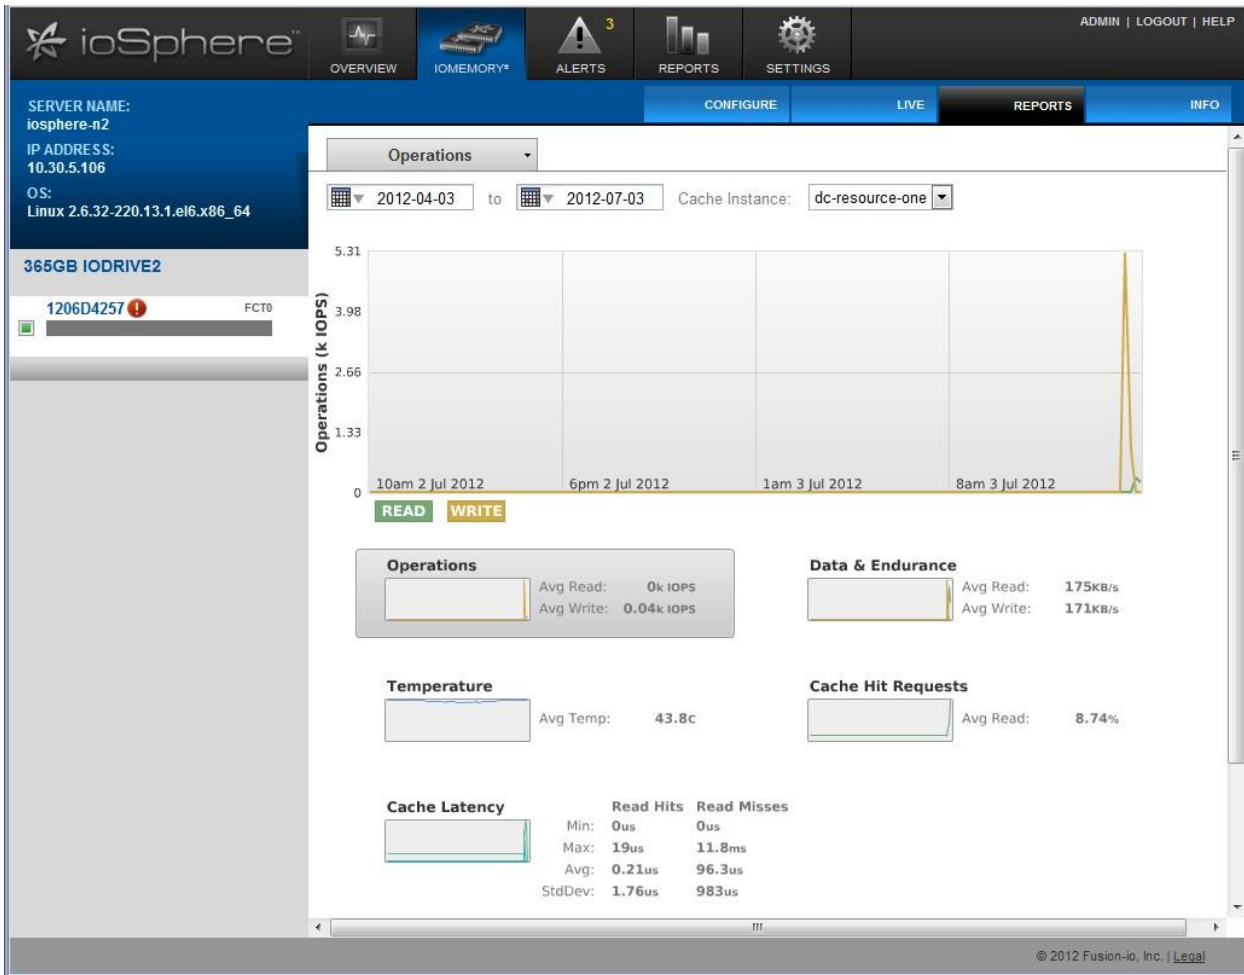 ioSphere™
OVERVIEW
IOMEMORY®
ALERTS
3
REPORTS
SETTINGS
ADMIN | LOGOUT | HELP
SERVER NAME:
iosphere-n2
IP ADDRESS:
10.30.5.106
OS:
Linux 2.6.32-220.13.1.el6.x86_64
CONFIGURE
LIVE
REPORTS
INFO
365GB IODRIVE2
1206D4257
FCT0
Operations
2012-04-03 to 2012-07-03 Cache Instance: dc-resource-one
Operations (k IOPS)
5.31
3.98
2.66
1.33
0
10am 2 Jul 2012 6pm 2 Jul 2012 1am 3 Jul 2012 8am 3 Jul 2012
READ WRITE
Operations
Avg Read: 0k IOPS
Avg Write: 0.04k IOPS
Data & Endurance
Avg Read: 175KB/s
Avg Write: 171KB/s
Temperature
Avg Temp: 43.8c
Cache Hit Requests
Avg Read: 8.74%
Cache Latency
Read Hits Read Misses
Min: 0us 0us
Max: 19us 11.8ms
Avg: 0.21us 96.3us
StdDev: 1.76us 983us
© 2012 Fusion-io, Inc. | Legal